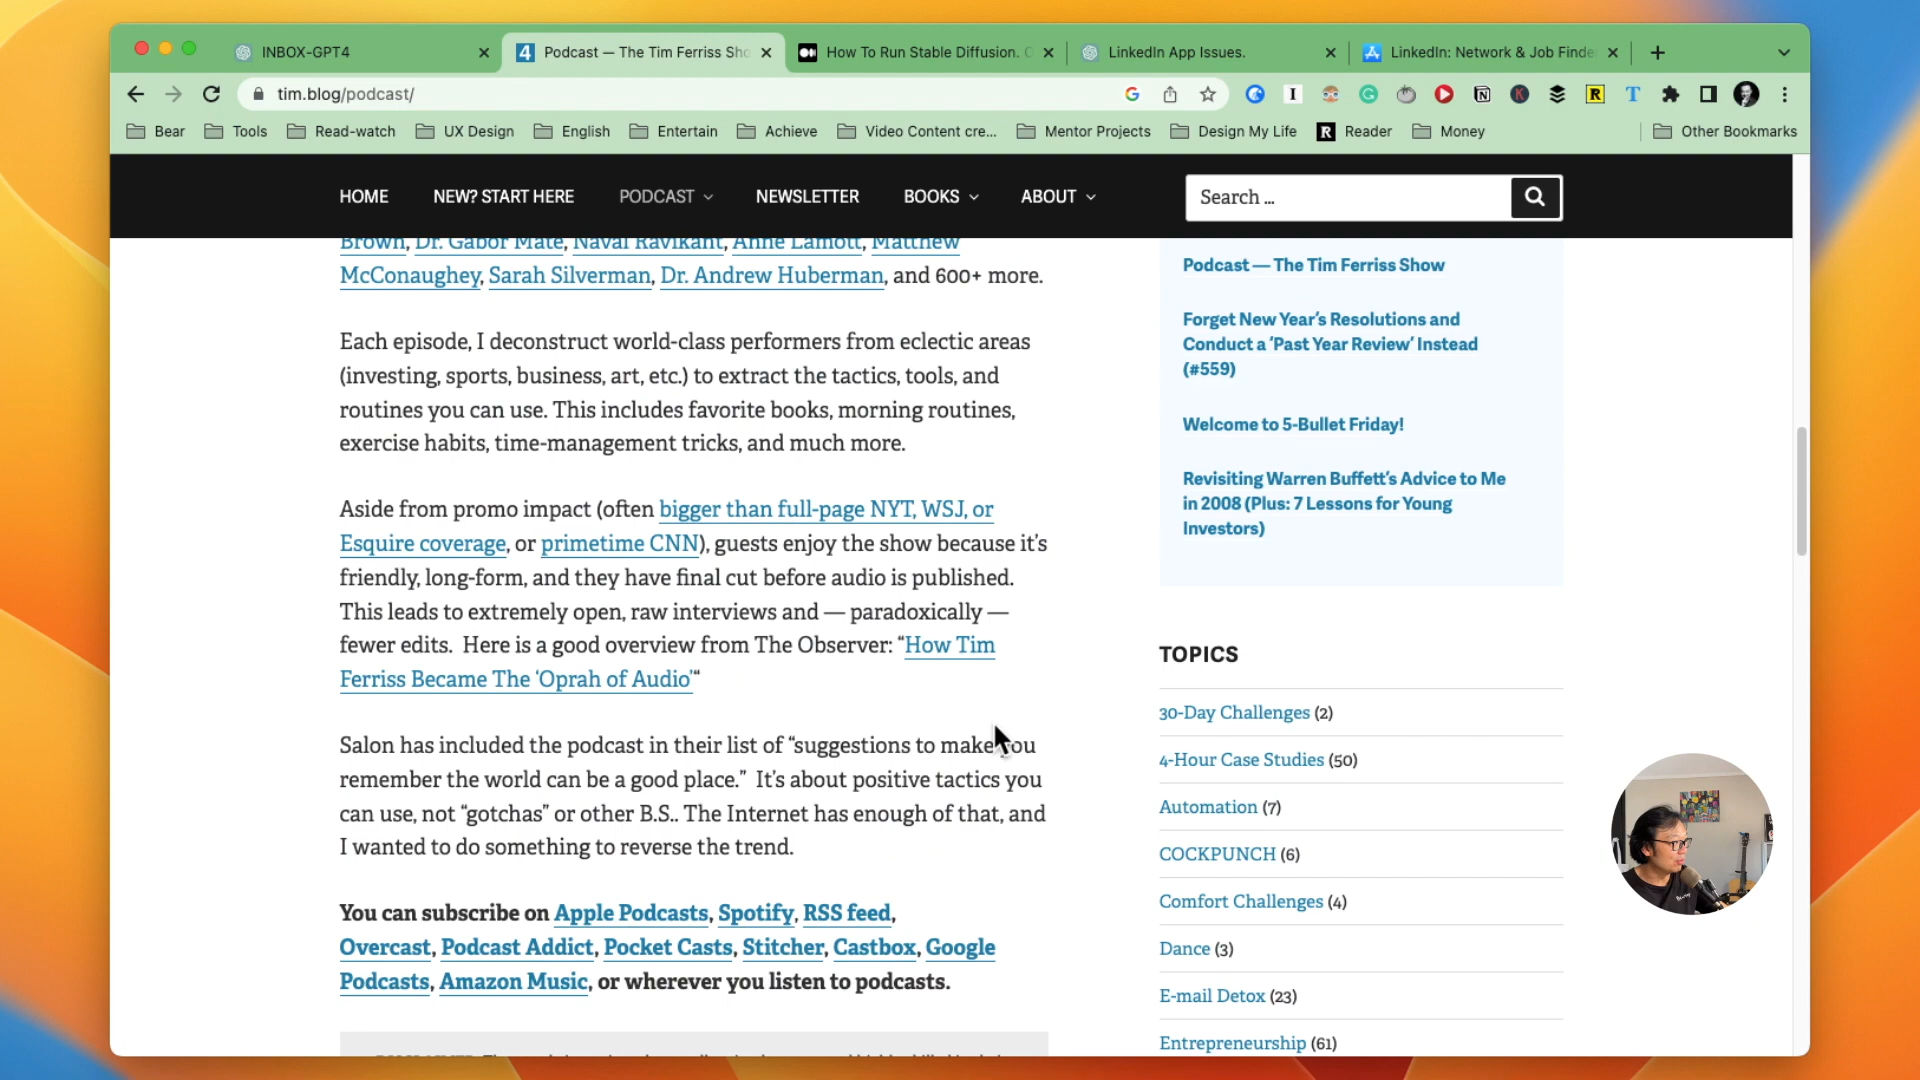 INBOX-GPT4
Podcast — The Tim Ferriss Sho
How To Run Stable Diffusion.
LinkedIn App Issues.
LinkedIn: Network & Job Finde
tim.blog/podcast/
Bear
Tools
Read-watch
UX Design
English
Entertain
Achieve
Video Content cre...
Mentor Projects
Design My Life
Reader
Money
Other Bookmarks
HOME
NEW? START HERE
PODCAST
NEWSLETTER
BOOKS
ABOUT
Search ...
Brown, Dr. Gabor Maté, Naval Ravikant, Anne Lamott, Matthew
McConaughey, Sarah Silverman, Dr. Andrew Huberman, and 600+ more.
Each episode, I deconstruct world-class performers from eclectic areas
(investing, sports, business, art, etc.) to extract the tactics, tools, and
routines you can use. This includes favorite books, morning routines,
exercise habits, time-management tricks, and much more.
Aside from promo impact (often bigger than full-page NYT, WSJ, or
Esquire coverage, or primetime CNN), guests enjoy the show because it's
friendly, long-form, and they have final cut before audio is published.
This leads to extremely open, raw interviews and — paradoxically —
fewer edits. Here is a good overview from The Observer: “How Tim
Ferriss Became The ‘Oprah of Audio’“
Salon has included the podcast in their list of “suggestions to make you
remember the world can be a good place.” It’s about positive tactics you
can use, not “gotchas” or other B.S.. The Internet has enough of that, and
I wanted to do something to reverse the trend.
You can subscribe on Apple Podcasts, Spotify, RSS feed,
Overcast, Podcast Addict, Pocket Casts, Stitcher, Castbox, Google
Podcasts, Amazon Music, or wherever you listen to podcasts.
Podcast — The Tim Ferriss Show
Forget New Year’s Resolutions and
Conduct a ‘Past Year Review’ Instead
(#559)
Welcome to 5-Bullet Friday!
Revisiting Warren Buffett’s Advice to Me
in 2008 (Plus: 7 Lessons for Young
Investors)
TOPICS
30-Day Challenges (2)
4-Hour Case Studies (50)
Automation (7)
COCKPUNCH (6)
Comfort Challenges (4)
Dance (3)
E-mail Detox (23)
Entrepreneurship (61)